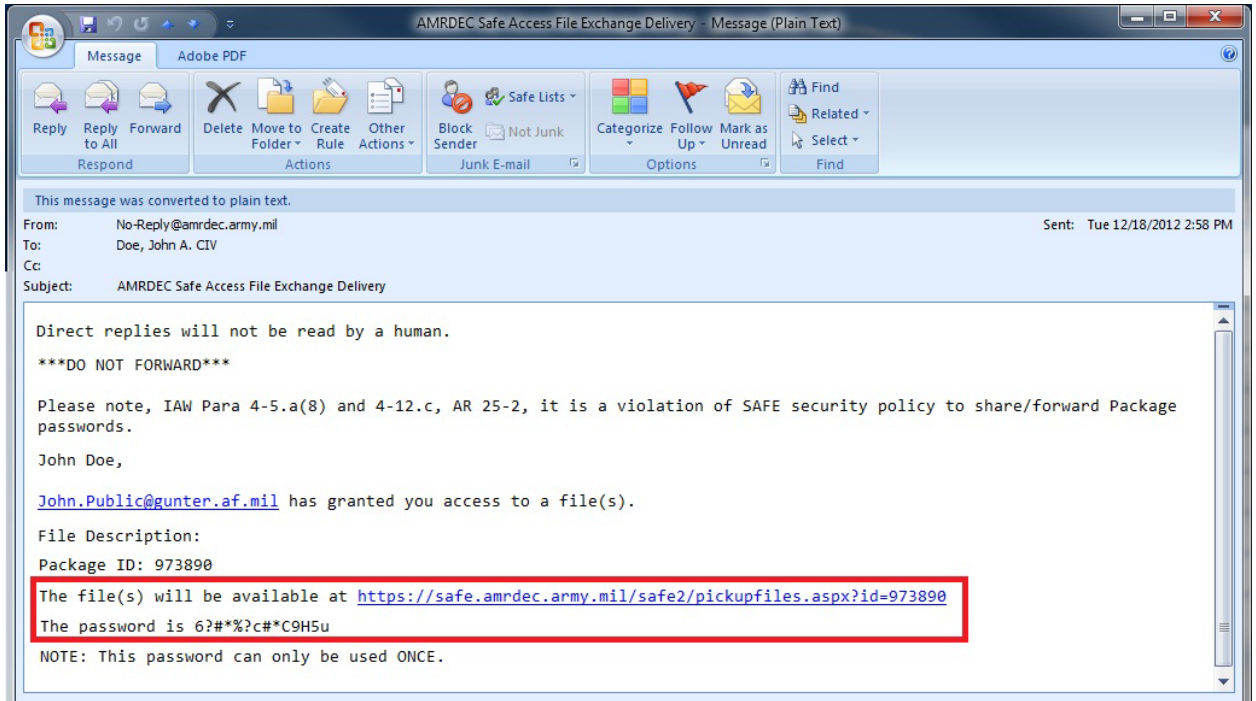 AMRDEC Safe Access File Exchange Delivery - Message (Plain Text)
Message Adobe PDF
Reply Reply to All Forward
Respond
Delete Move to Folder Create Rule Other Actions
Actions
Block Sender Safe Lists Not Junk
Junk E-mail
Categorize Follow Up Mark as Unread
Options
Find
Related
Select
Find
This message was converted to plain text.
From: No-Reply@amrdec.army.mil Sent: Tue 12/18/2012 2:58 PM
To: Doe, John A. CIV
Cc:
Subject: AMRDEC Safe Access File Exchange Delivery
Direct replies will not be read by a human.
***DO NOT FORWARD***
Please note, IAW Para 4-5.a(8) and 4-12.c, AR 25-2, it is a violation of SAFE security policy to share/forward Package
passwords.
John Doe,
John.Public@gunter.af.mil has granted you access to a file(s).
File Description:
Package ID: 973890
The file(s) will be available at https://safe.amrdec.army.mil/safe2/pickupfiles.aspx?id=973890
The password is 6?#*%?c#*C9H5u
NOTE: This password can only be used ONCE.